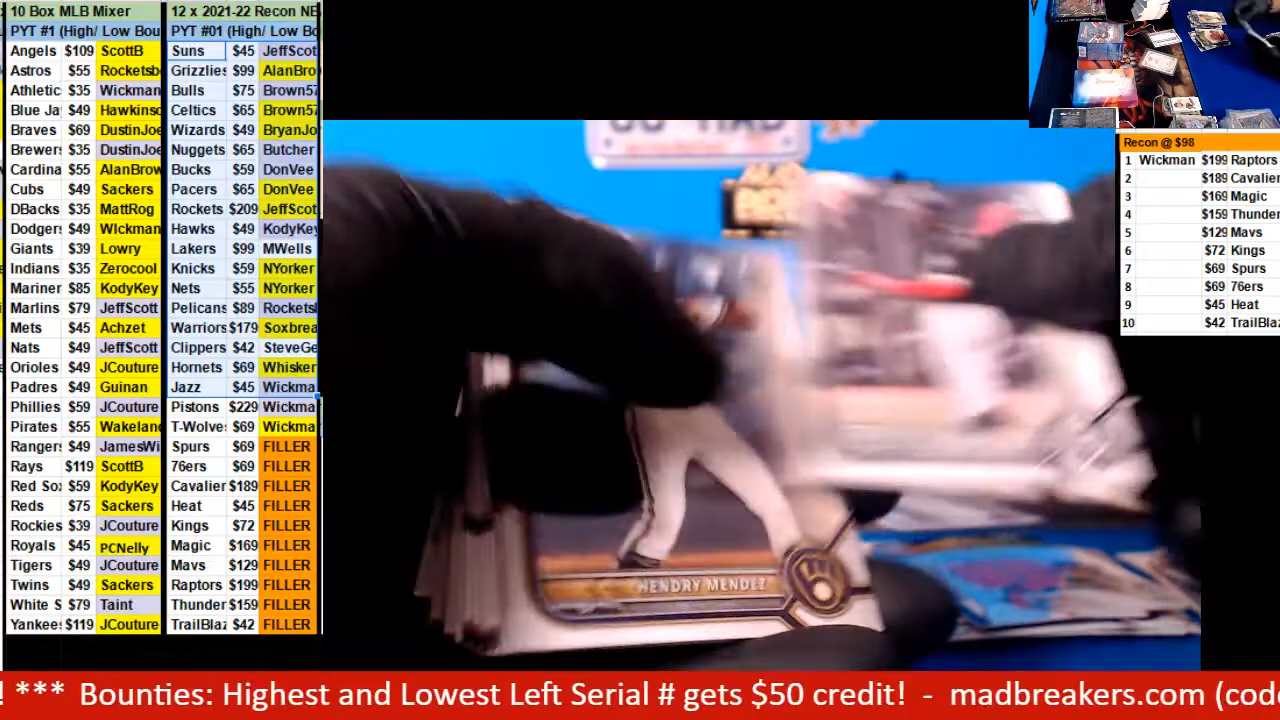 10 Box MLB Mixer
PYT #1 (High/ Low Bou
Angels $109 ScottB
Astros $55 Rocketsb
Athletic $35 Wickman
Blue Ja $49 Hawkinso
Braves $69 DustinJoe
Brewers $35 DustinJoe
Cardina $55 AlanBrow
Cubs $49 Sackers
DBacks $35 MattRog
Dodgers $49 WIckman
Giants $39 Lowry
Indians $35 Zerocool
Mariner $85 KodyKey
Marlins $79 JeffScott
Mets $45 Achzet
Nats $49 JeffScott
Orioles $49 JCouture
Padres $49 Guinan
Phillies $59 JCouture
Pirates $55 Wakeland
Rangers $49 JamesWi
Rays $119 ScottB
Red Sox $59 KodyKey
Reds $75 Sackers
Rockies $39 JCouture
Royals $45 PCNelly
Tigers $49 JCouture
Twins $49 Sackers
White S $79 Taint
Yankees $119 JCouture
12 x 2021-22 Recon NB
PYT #01 (High/ Low Bo
Suns $45 JeffScot
Grizzlies $99 AlanBro
Bulls $75 Brown57
Celtics $65 Brown57
Wizards $49 BryanJo
Nuggets $65 Butcher
Bucks $59 DonVee
Pacers $65 DonVee
Rockets $209 JeffScot
Hawks $49 KodyKey
Lakers $99 MWells
Knicks $59 NYorker
Nets $55 NYorker
Pelicans $89 Rocketsl
Warriors $179 Soxbrea
Clippers $42 SteveGe
Hornets $69 Whisker
Jazz $45 Wickma
Pistons $229 Wickma
T-Wolve $69 Wickma
Spurs $69 FILLER
76ers $69 FILLER
Cavalier $189 FILLER
Heat $45 FILLER
Kings $72 FILLER
Magic $169 FILLER
Mavs $129 FILLER
Raptors $199 FILLER
Thunder $159 FILLER
TrailBlaz $42 FILLER
HENDRY MENDEZ
Recon @ $98
1 Wickman $199 Raptors
2 $189 Cavalier
3 $169 Magic
4 $159 Thunder
5 $129 Mavs
6 $72 Kings
7 $69 Spurs
8 $69 76ers
9 $45 Heat
10 $42 TrailBlaz
! *** Bounties: Highest and Lowest Left Serial # gets $50 credit! - madbreakers.com (code